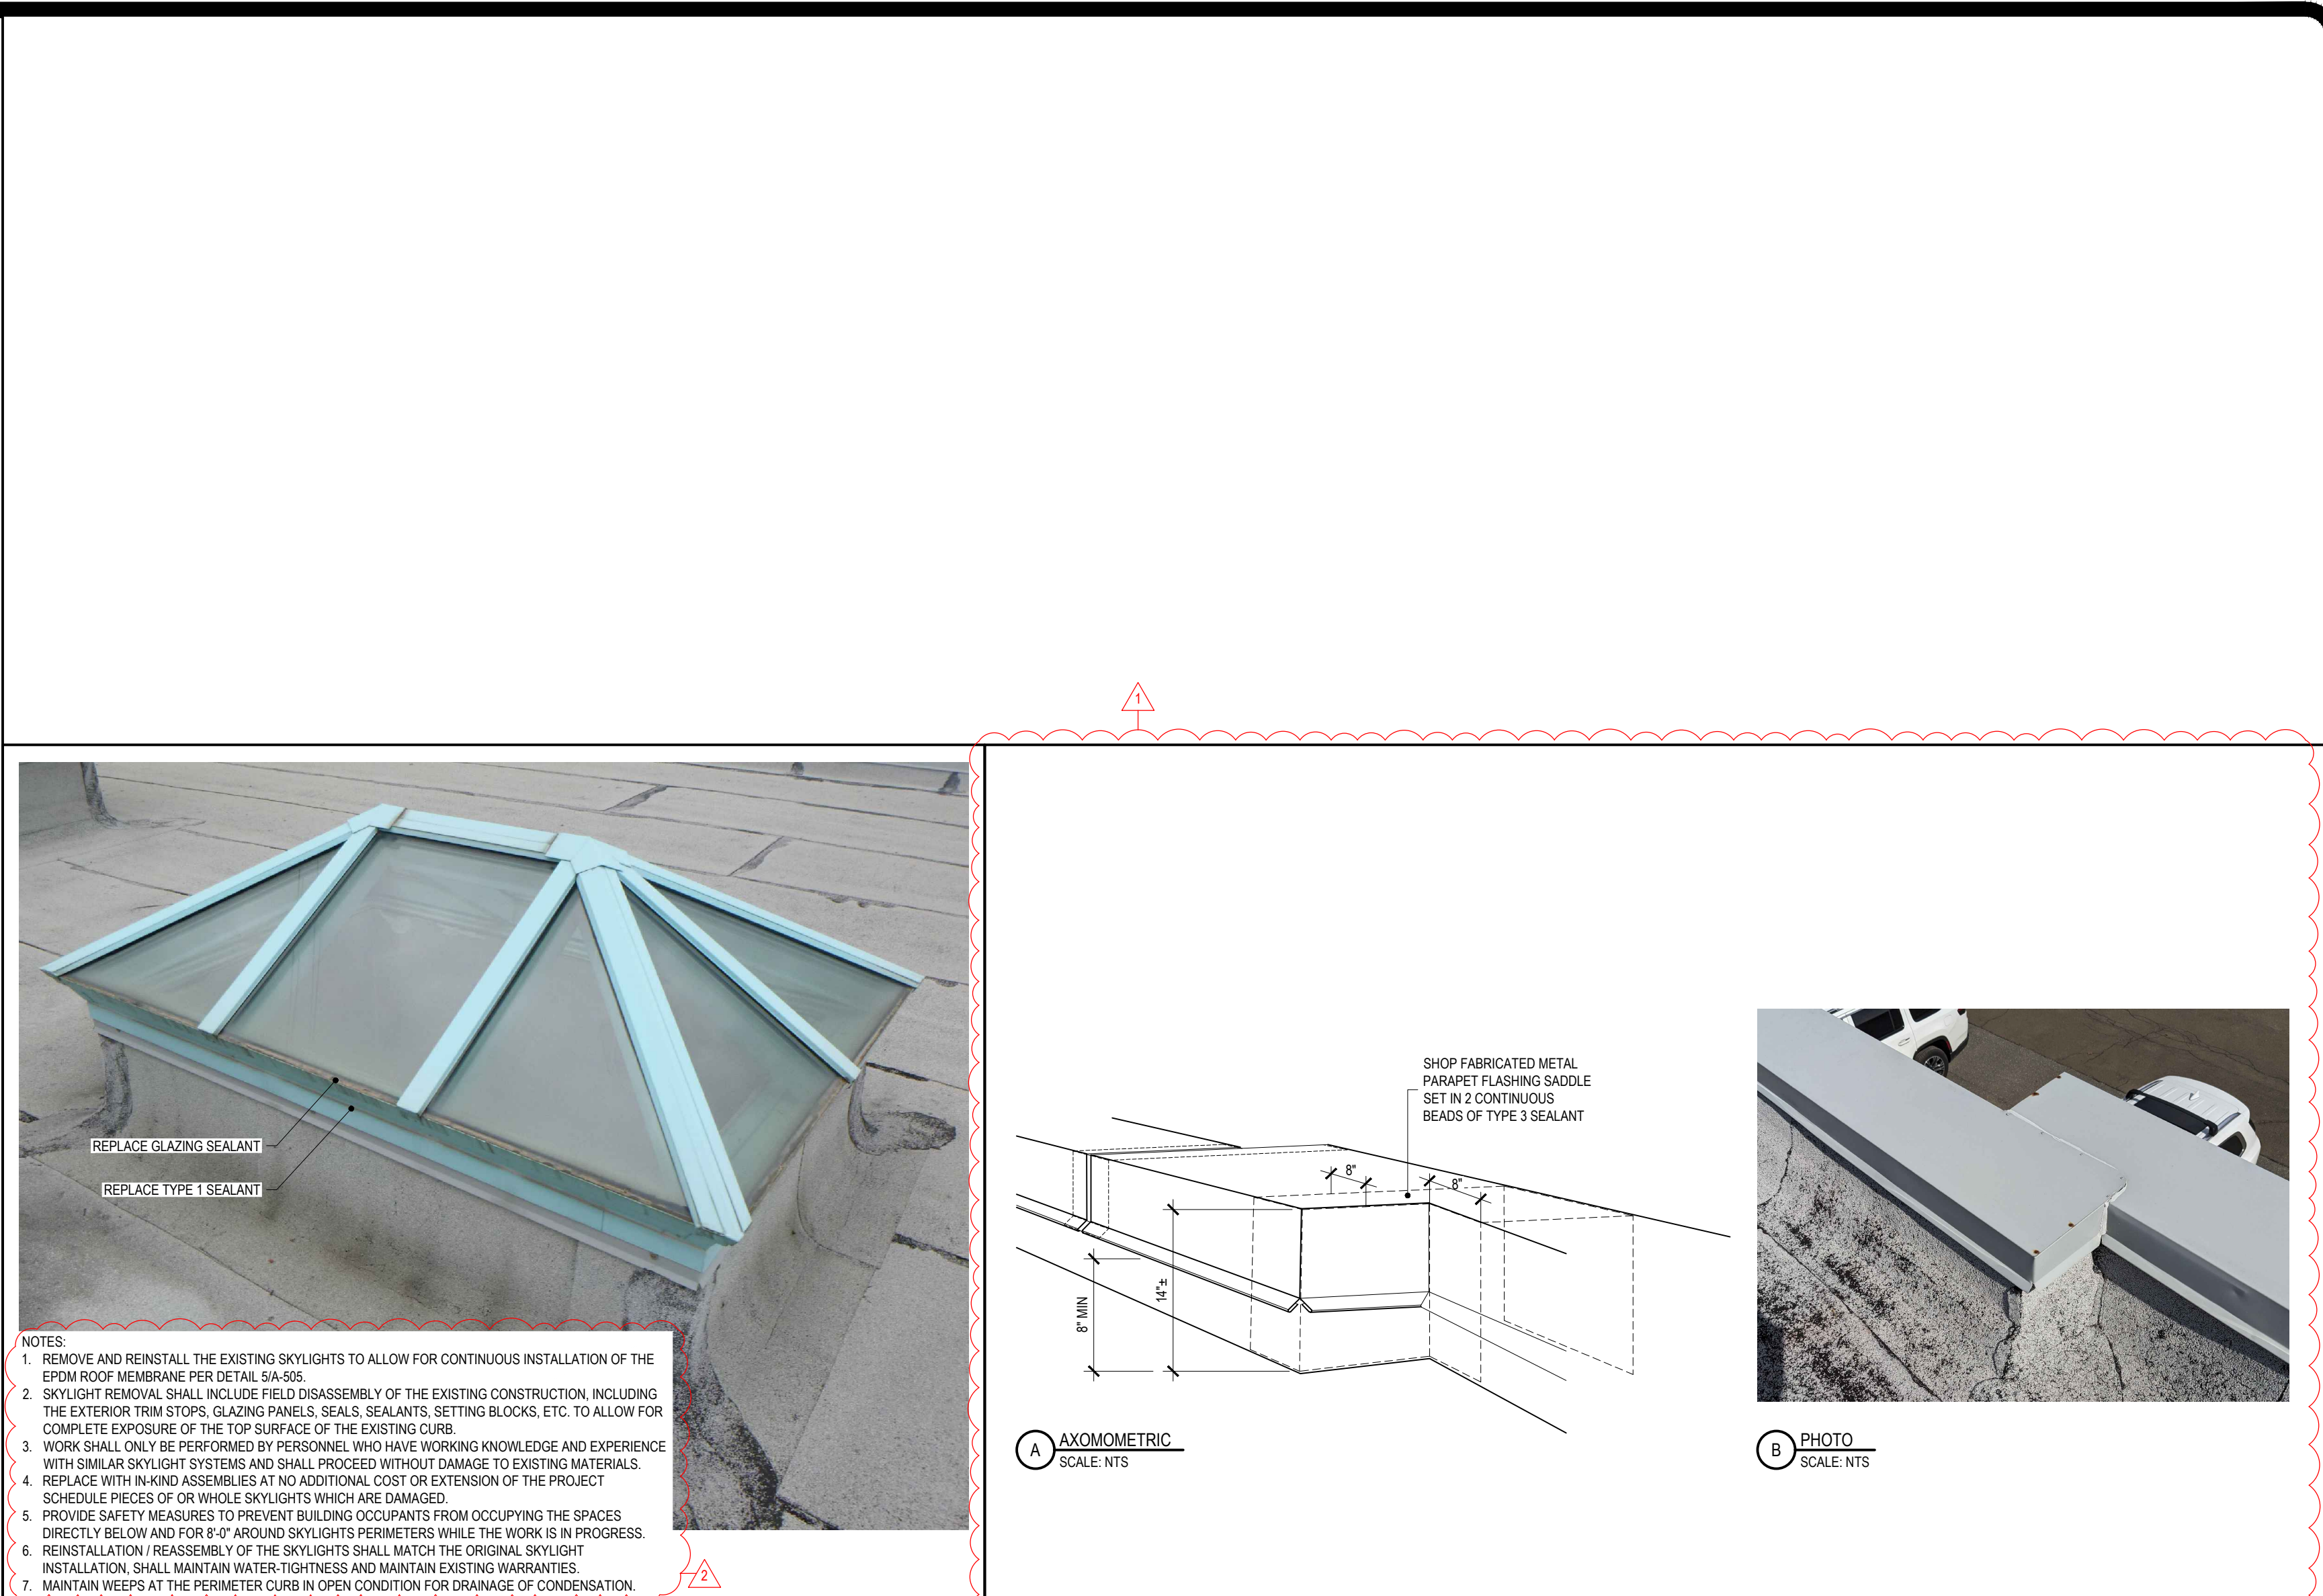 1
REPLACE GLAZING SEALANT
REPLACE TYPE 1 SEALANT
NOTES:
1. REMOVE AND REINSTALL THE EXISTING SKYLIGHTS TO ALLOW FOR CONTINUOUS INSTALLATION OF THE
EPDM ROOF MEMBRANE PER DETAIL 5/A-505.
2. SKYLIGHT REMOVAL SHALL INCLUDE FIELD DISASSEMBLY OF THE EXISTING CONSTRUCTION, INCLUDING
THE EXTERIOR TRIM STOPS, GLAZING PANELS, SEALS, SEALANTS, SETTING BLOCKS, ETC. TO ALLOW FOR
COMPLETE EXPOSURE OF THE TOP SURFACE OF THE EXISTING CURB.
3. WORK SHALL ONLY BE PERFORMED BY PERSONNEL WHO HAVE WORKING KNOWLEDGE AND EXPERIENCE
WITH SIMILAR SKYLIGHT SYSTEMS AND SHALL PROCEED WITHOUT DAMAGE TO EXISTING MATERIALS.
4. REPLACE WITH IN-KIND ASSEMBLIES AT NO ADDITIONAL COST OR EXTENSION OF THE PROJECT
SCHEDULE PIECES OF OR WHOLE SKYLIGHTS WHICH ARE DAMAGED.
5. PROVIDE SAFETY MEASURES TO PREVENT BUILDING OCCUPANTS FROM OCCUPYING THE SPACES
DIRECTLY BELOW AND FOR 8'-0" AROUND SKYLIGHTS PERIMETERS WHILE THE WORK IS IN PROGRESS.
6. REINSTALLATION / REASSEMBLY OF THE SKYLIGHTS SHALL MATCH THE ORIGINAL SKYLIGHT
INSTALLATION, SHALL MAINTAIN WATER-TIGHTNESS AND MAINTAIN EXISTING WARRANTIES.
7. MAINTAIN WEEPS AT THE PERIMETER CURB IN OPEN CONDITION FOR DRAINAGE OF CONDENSATION.
2
SHOP FABRICATED METAL
PARAPET FLASHING SADDLE
SET IN 2 CONTINUOUS
BEADS OF TYPE 3 SEALANT
8"
8"
14"±
8" MIN
A AXOMOMETRIC
SCALE: NTS
B PHOTO
SCALE: NTS